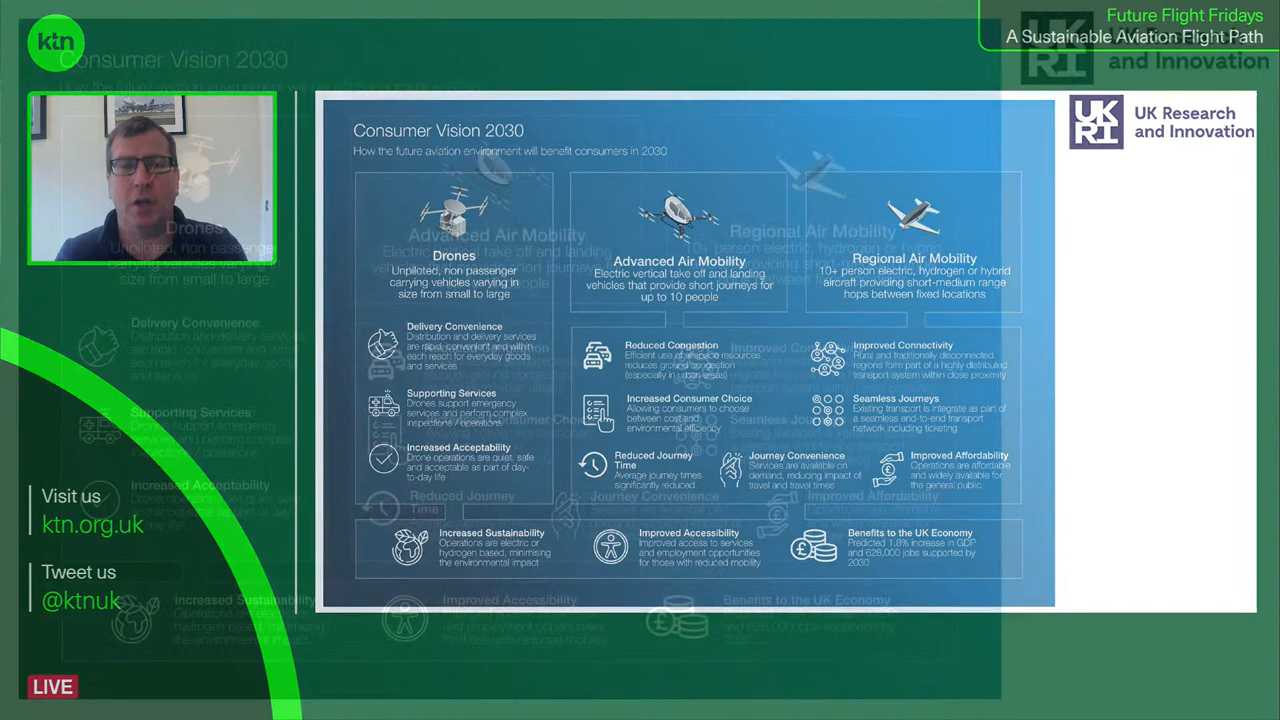 ktn
Future Flight Fridays
A Sustainable Aviation Flight Path
UK
RI
UK Research
and Innovation
Consumer Vision 2030
How the future aviation environment will benefit consumers in 2030
Drones
Unpiloted, non passenger
carrying vehicles varying in
size from small to large
Advanced Air Mobility
Electric vertical take off and landing
vehicles that provide short journeys for
up to 10 people
Regional Air Mobility
10+ person electric, hydrogen or hybrid
aircraft providing short-medium range
hops between fixed locations
Delivery Convenience
Distribution and delivery services
are rapid, convenient and within
each reach for everyday goods
and services
Supporting Services
Drones support emergency
services and perform complex
inspections / operations
Increased Acceptability
Drone operations are quiet, safe
and acceptable as part of day-
to-day life
Reduced Congestion
Efficient use of airspace resources
reduces ground congestion
(especially in urban areas)
Improved Connectivity
Rural and traditionally disconnected
regions form part of a highly distributed
transport system within close proximity
Increased Consumer Choice
Allowing consumers to choose
between cost and
environmental efficiency
Seamless Journeys
Existing transport is integrate as part of
a seamless end-to-end transport
network including ticketing
Reduced Journey
Time
Average journey times
significantly reduced
Journey Convenience
Services are available on
demand, reducing impact of
travel and travel times
Improved Affordability
Operations are affordable
and widely available for
the general public
Increased Sustainability
Operations are electric or
hydrogen based, minimising
the environmental impact
Improved Accessibility
Improved access to services
and employment opportunities
for those with reduced mobility
Benefits to the UK Economy
Predicted 1.8% increase in GDP
and 628,000 jobs supported by
2030
Visit us
ktn.org.uk
Tweet us
@ktnuk
LIVE